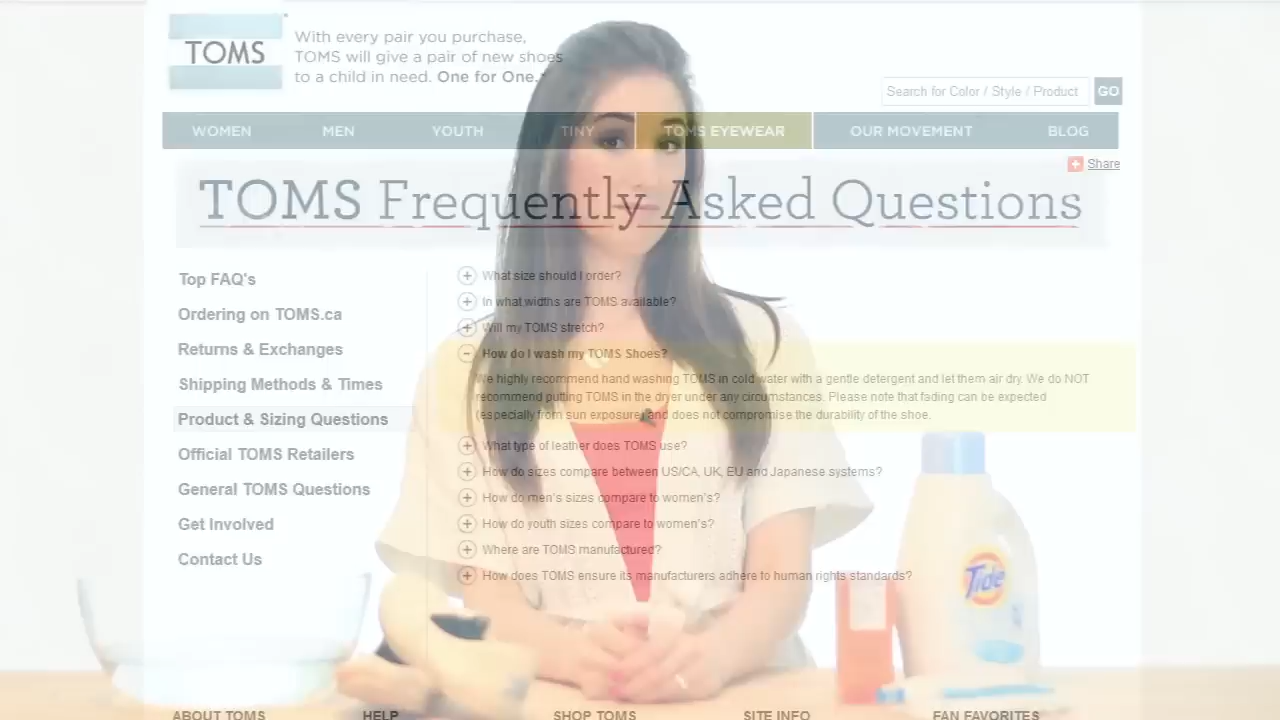 TOMS
With every pair you purchase,
TOMS will give a pair of new shoes
to a child in need. One for One.
Search for Color / Style / Product
GO
WOMEN MEN YOUTH TINY TOMS EYEWEAR OUR MOVEMENT BLOG
Share
TOMS Frequently Asked Questions
Top FAQ's
Ordering on TOMS.ca
Returns & Exchanges
Shipping Methods & Times
Product & Sizing Questions
Official TOMS Retailers
General TOMS Questions
Get Involved
Contact Us
What size should I order?
In what widths are TOMS available?
Will my TOMS stretch?
How do I wash my TOMS Shoes?
We highly recommend hand washing TOMS in cold water with a gentle detergent and let them air dry. We do NOT
recommend putting TOMS in the dryer under any circumstances. Please note that fading can be expected
(especially from sun exposure) and does not compromise the durability of the shoe.
What type of leather does TOMS use?
How do sizes compare between US/CA, UK, EU and Japanese systems?
How do men's sizes compare to women's?
How do youth sizes compare to women's?
Where are TOMS manufactured?
How does TOMS ensure its manufacturers adhere to human rights standards?
Tide
ABOUT TOMS HELP SHOP TOMS SITE INFO FAN FAVORITES